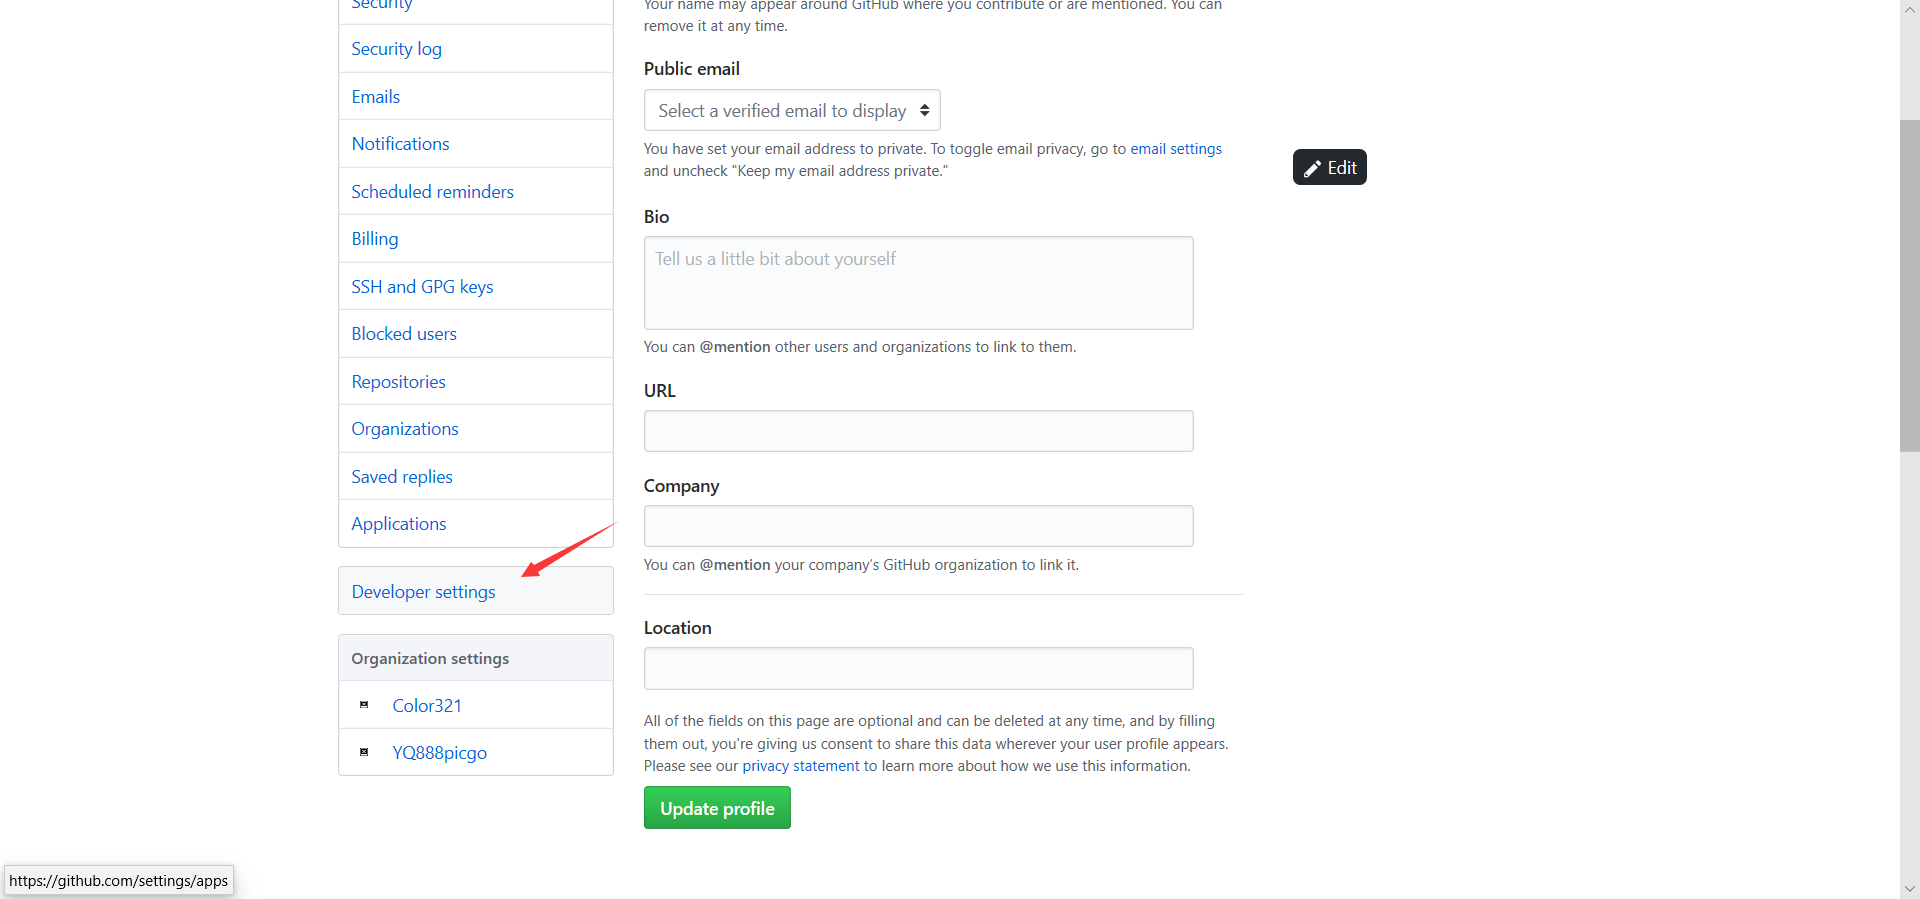 Security
Security log
Emails
Notifications
Scheduled reminders
Billing
SSH and GPG keys
Blocked users
Repositories
Organizations
Saved replies
Applications
Developer settings
Organization settings
Color321
YQ888picgo
Your name may appear around GitHub where you contribute or are mentioned. You can
remove it at any time.
Public email
Select a verified email to display
You have set your email address to private. To toggle email privacy, go to email settings
and uncheck "Keep my email address private."
Edit
Bio
Tell us a little bit about yourself
You can @mention other users and organizations to link to them.
URL
Company
You can @mention your company's GitHub organization to link it.
Location
All of the fields on this page are optional and can be deleted at any time, and by filling
them out, you're giving us consent to share this data wherever your user profile appears.
Please see our privacy statement to learn more about how we use this information.
Update profile
https://github.com/settings/apps